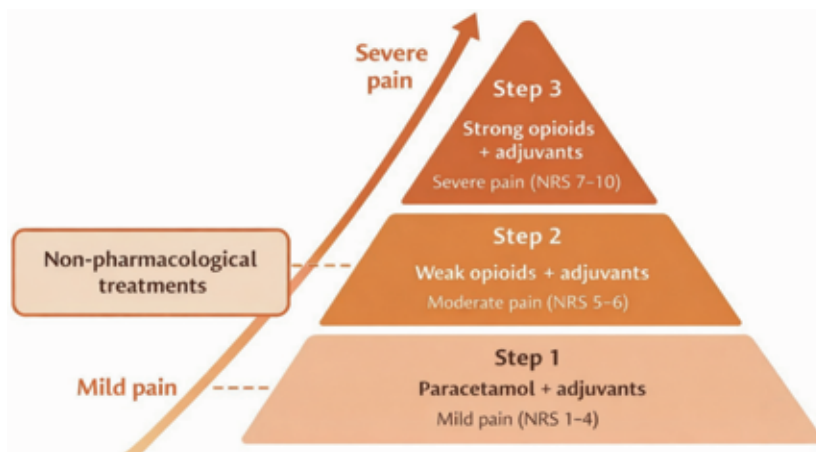 Severe
pain
Step 3
Strong opioids
+ adjuvants
Severe pain (NRS 7–10)
Non-pharmacological
treatments
Step 2
Weak opioids + adjuvants
Moderate pain (NRS 5–6)
Mild pain
Step 1
Paracetamol + adjuvants
Mild pain (NRS 1–4)